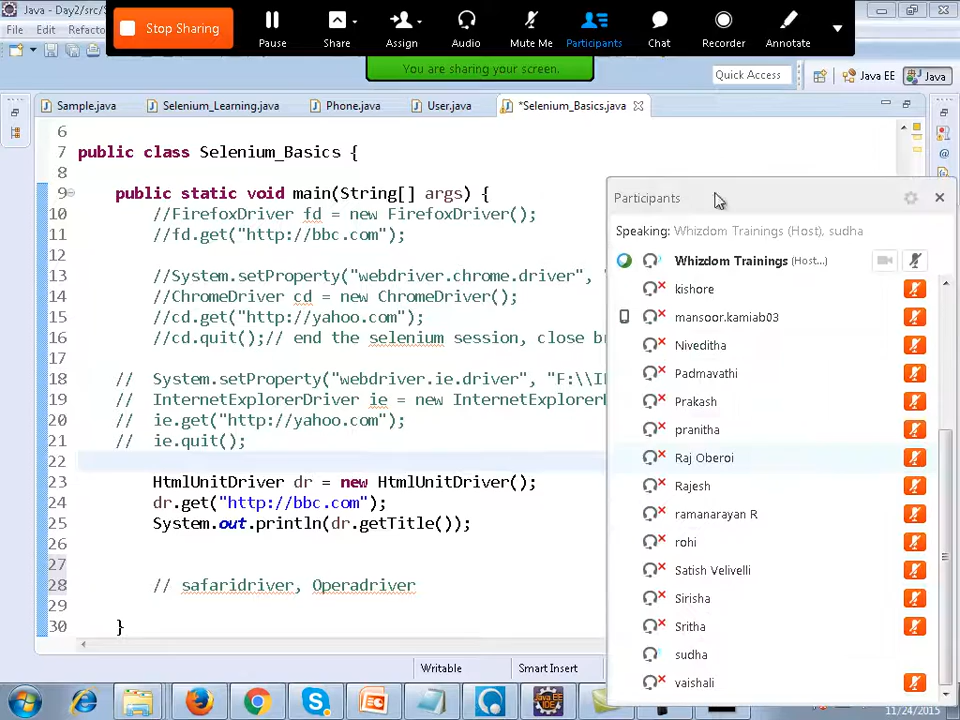 Java - Day2/src/S
File Edit Refacto
Stop Sharing
Pause
Share
Assign
Audio
Mute Me
Participants
Chat
Recorder
Annotate
You are sharing your screen.
Quick Access
Java EE
Java
Sample.java
Selenium_Learning.java
Phone.java
User.java
*Selenium_Basics.java
6
7 public class Selenium_Basics {
8
9 public static void main(String[] args) {
10 //FirefoxDriver fd = new FirefoxDriver();
11 //fd.get("http://bbc.com");
12
13 //System.setProperty("webdriver.chrome.driver", "
14 //ChromeDriver cd = new ChromeDriver();
15 //cd.get("http://yahoo.com");
16 //cd.quit();// end the selenium session, close br
17
18 // System.setProperty("webdriver.ie.driver", "F:\\I
19 // InternetExplorerDriver ie = new InternetExplorer
20 // ie.get("http://yahoo.com");
21 // ie.quit();
22
23 HtmlUnitDriver dr = new HtmlUnitDriver();
24 dr.get("http://bbc.com");
25 System.out.println(dr.getTitle());
26
27
28 // safaridriver, Operadriver
29
30 }
Participants
Speaking: Whizdom Trainings (Host), sudha
Whizdom Trainings (Host...)
kishore
mansoor.kamiab03
Niveditha
Padmavathi
Prakash
pranitha
Raj Oberoi
Rajesh
ramanarayan R
rohi
Satish Velivelli
Sirisha
Sritha
sudha
vaishali
Writable
Smart Insert
11/24/2015